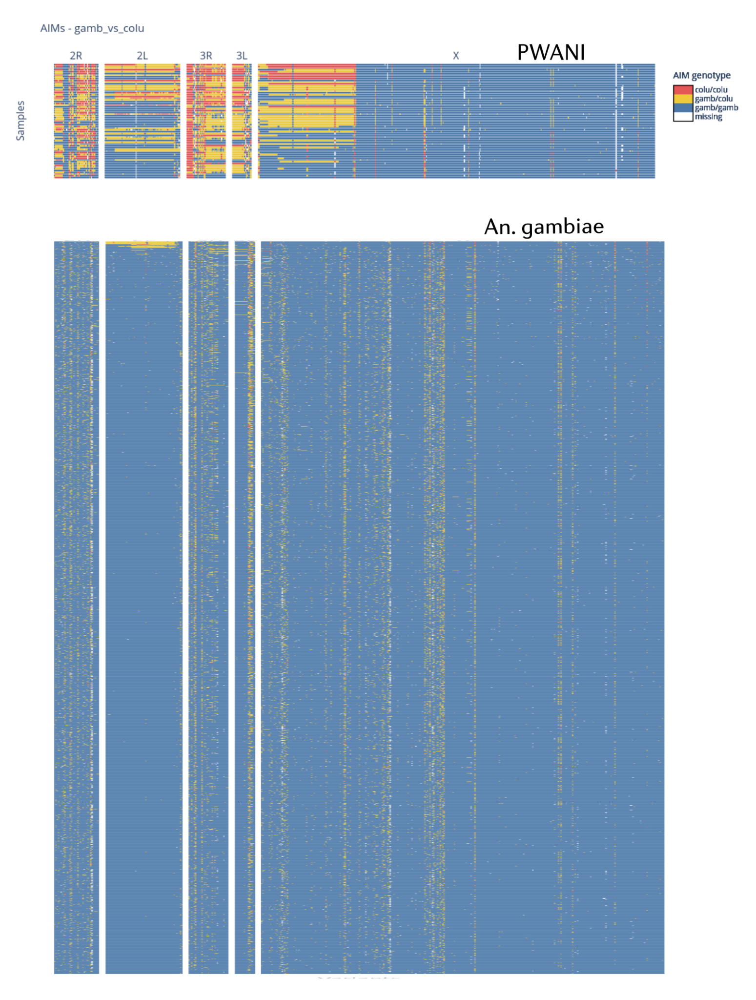 AIMs - gamb_vs_colu
PWANI
2R 2L 3R 3L X
AIM genotype
colu/colu
gamb/colu
gamb/gamb
missing
Samples
An. gambiae